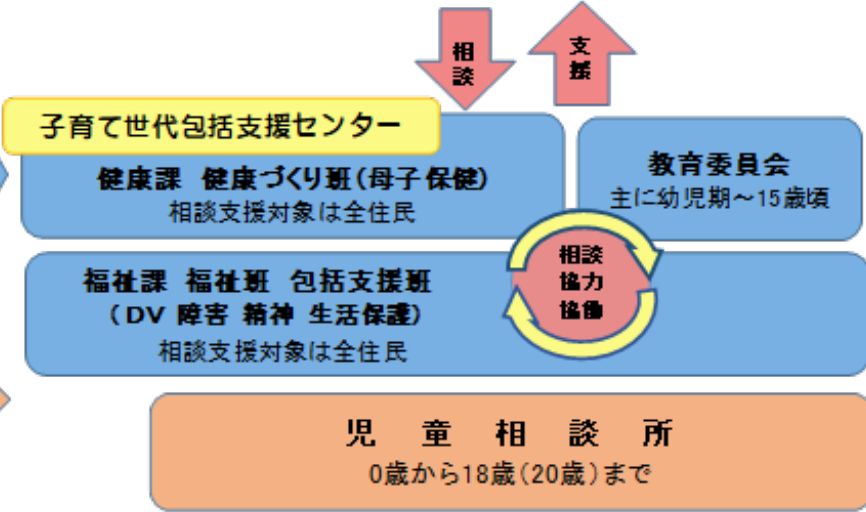 相談
支援
子育て世代包括支援センター
健康課 健康づくり班(母子保健)
相談支援対象は全住民
教育委員会
主に幼児期～15歳頃
福祉課 福祉班 包括支援班
(DV 障害 精神 生活保護)
相談支援対象は全住民
相談
協力
協働
児童相談所
0歳から18歳(20歳)まで